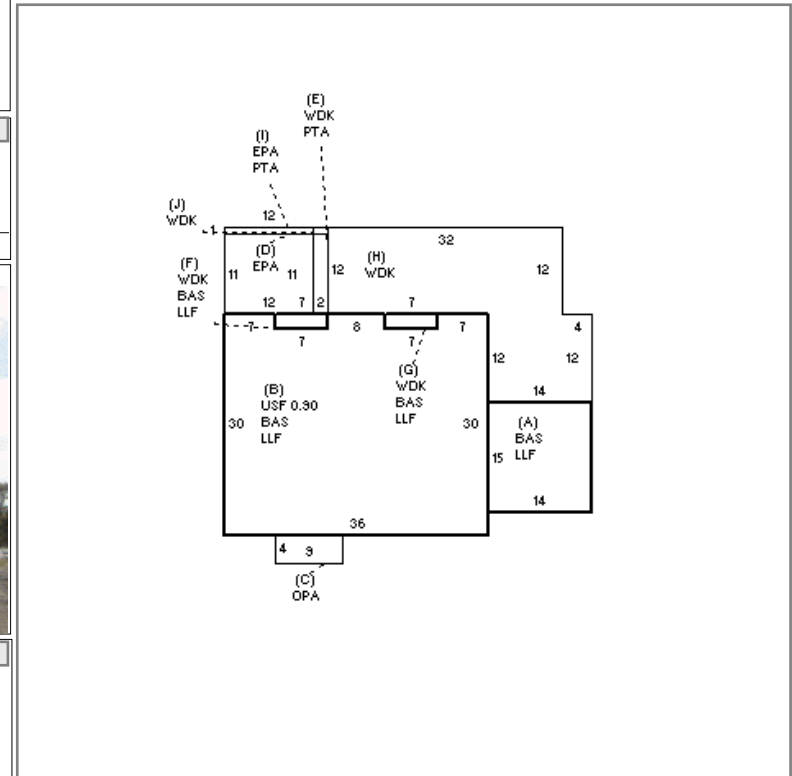 (E)
WDK
PTA
(I)
EPA
PTA
(J)
WDK
1
12
32
(F)
WDK
BAS
LLF
11
(D)
EPA
11
12
(H)
WDK
12
12
7
2
7
4
7
7
8
7
7
12
12
14
(G)
WDK
BAS
LLF
(B)
USF 0.90
BAS
LLF
30
30
(A)
BAS
LLF
15
14
36
4
9
(C)
OPA